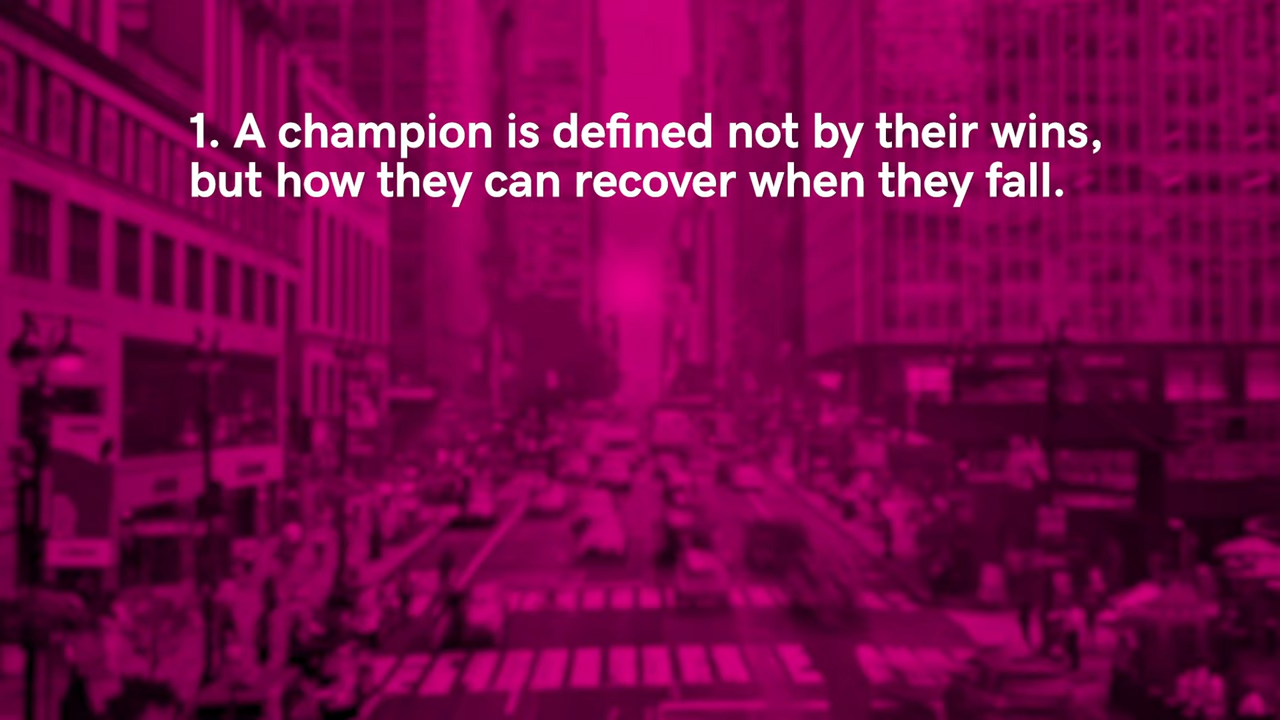 1. A champion is defined not by their wins,
but how they can recover when they fall.